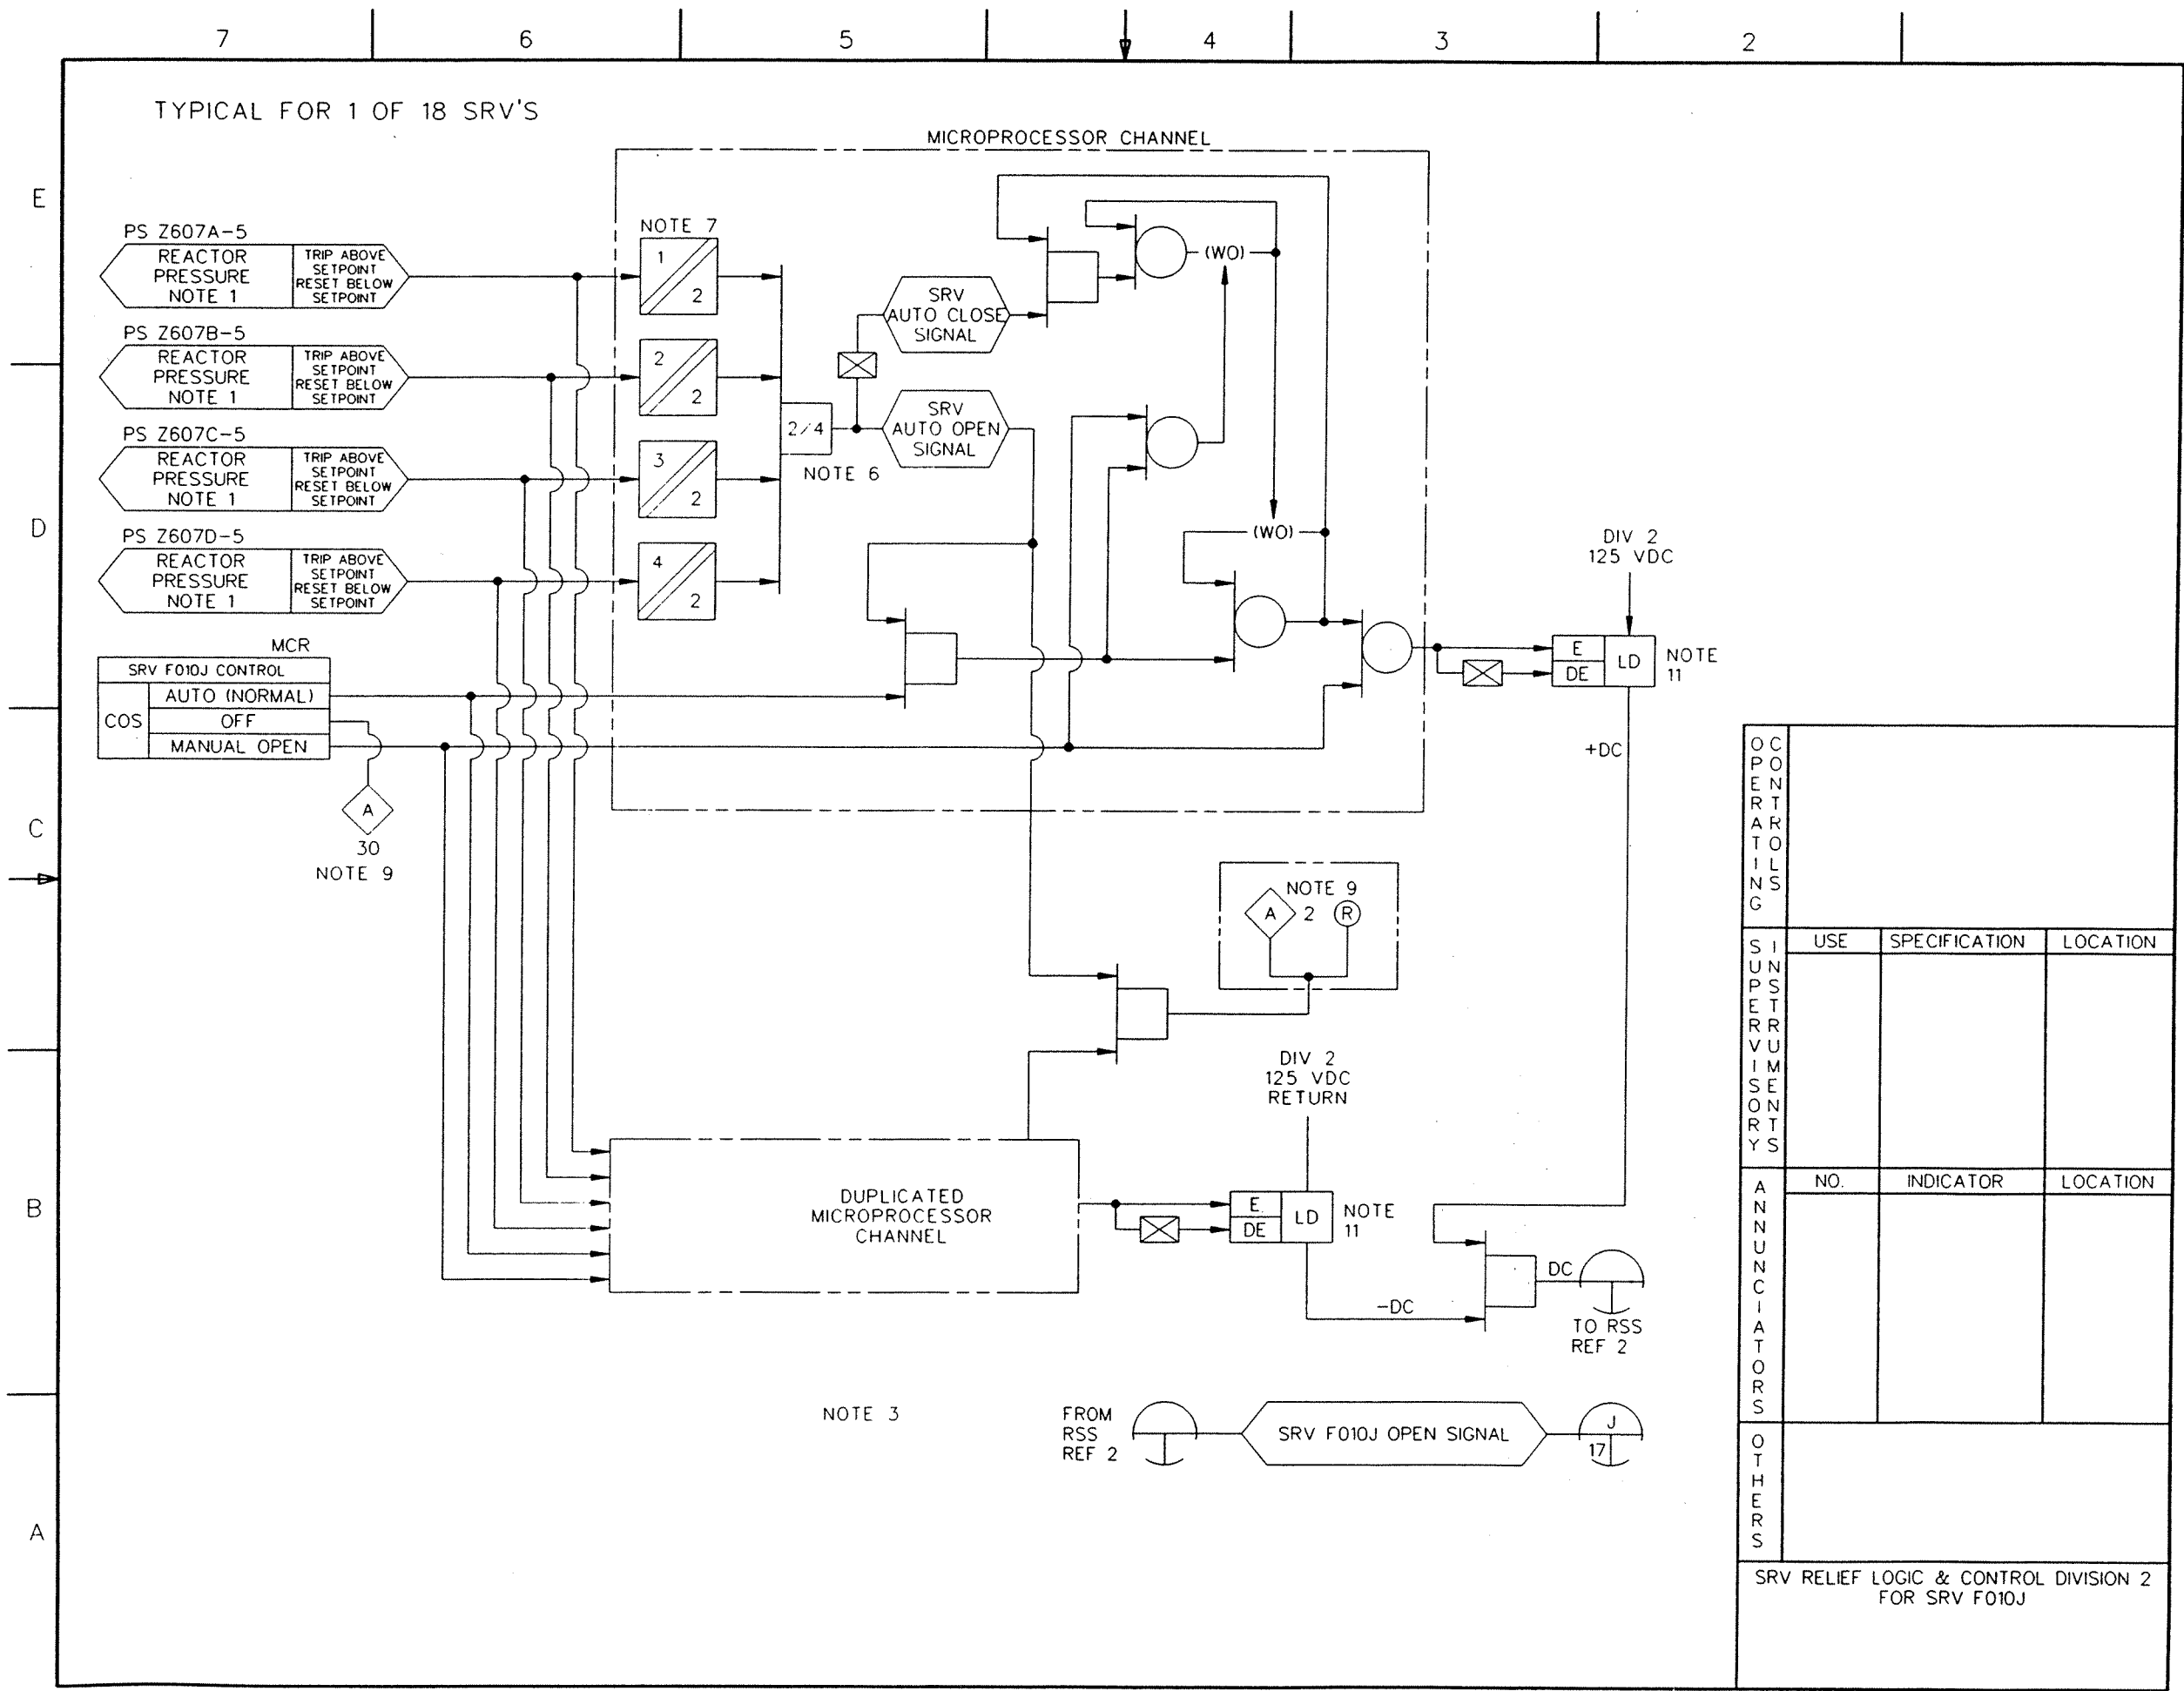 7
6
5
4
3
2
E
D
C
B
A
TYPICAL FOR 1 OF 18 SRV'S
MICROPROCESSOR CHANNEL
PS Z607A-5
REACTOR
PRESSURE
NOTE 1
TRIP ABOVE
SETPOINT
RESET BELOW
SETPOINT
PS Z607B-5
REACTOR
PRESSURE
NOTE 1
TRIP ABOVE
SETPOINT
RESET BELOW
SETPOINT
PS Z607C-5
REACTOR
PRESSURE
NOTE 1
TRIP ABOVE
SETPOINT
RESET BELOW
SETPOINT
PS Z607D-5
REACTOR
PRESSURE
NOTE 1
TRIP ABOVE
SETPOINT
RESET BELOW
SETPOINT
NOTE 7
1
2
2
2
3
2
4
2
2/4
NOTE 6
SRV
AUTO CLOSE
SIGNAL
SRV
AUTO OPEN
SIGNAL
(WO)
(WO)
MCR
SRV F010J CONTROL
COS
AUTO (NORMAL)
OFF
MANUAL OPEN
A
30
NOTE 9
DIV 2
125 VDC
E
DE
LD
NOTE
11
+DC
NOTE 9
A
2
R
DIV 2
125 VDC
RETURN
DUPLICATED
MICROPROCESSOR
CHANNEL
E
DE
LD
NOTE
11
-DC
DC
TO RSS
REF 2
NOTE 3
FROM
RSS
REF 2
SRV F010J OPEN SIGNAL
J
17
OPERATING
CONTROLS
SUPERVISORY
INSTRUMENTS
USE
SPECIFICATION
LOCATION
ANNUNCIATORS
NO.
INDICATOR
LOCATION
OTHERS
SRV RELIEF LOGIC & CONTROL DIVISION 2
FOR SRV F010J